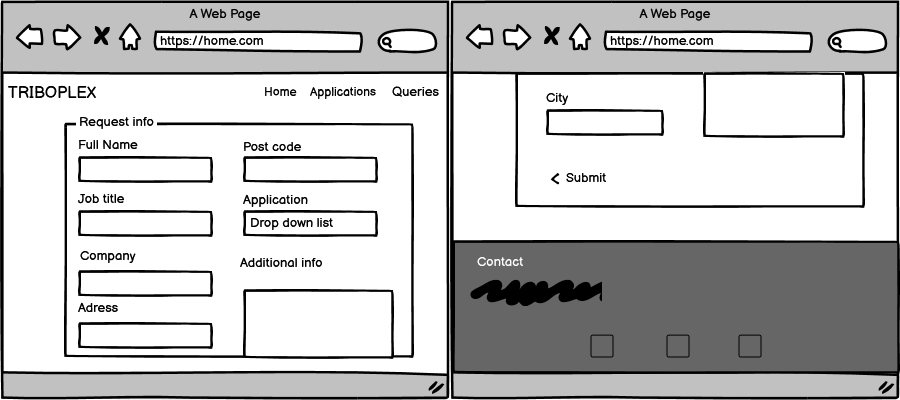 A Web Page
https://home.com
TRIBOPLEX
Home Applications Queries
Request info
Full Name
Post code
Job title
Application
Drop down list
Company
Additional info
Adress
A Web Page
https://home.com
City
< Submit
Contact